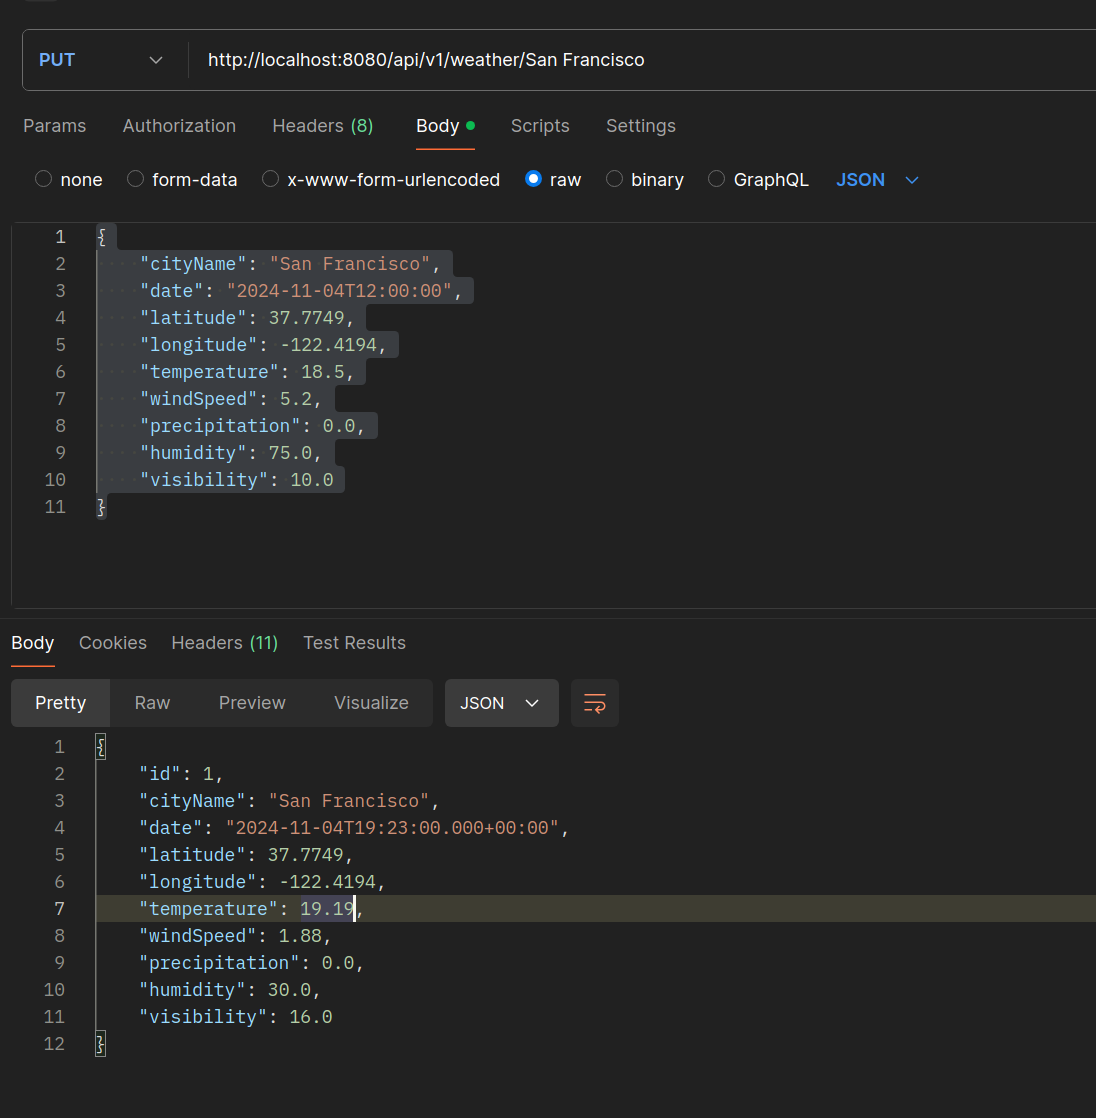 PUT http://localhost:8080/api/v1/weather/San Francisco
Params Authorization Headers (8) Body Scripts Settings
none form-data x-www-form-urlencoded raw binary GraphQL JSON
1 {
2 "cityName": "San Francisco",
3 "date": "2024-11-04T12:00:00",
4 "latitude": 37.7749,
5 "longitude": -122.4194,
6 "temperature": 18.5,
7 "windSpeed": 5.2,
8 "precipitation": 0.0,
9 "humidity": 75.0,
10 "visibility": 10.0
11 }
Body Cookies Headers (11) Test Results
Pretty Raw Preview Visualize JSON
1 {
2 "id": 1,
3 "cityName": "San Francisco",
4 "date": "2024-11-04T19:23:00.000+00:00",
5 "latitude": 37.7749,
6 "longitude": -122.4194,
7 "temperature": 19.19,
8 "windSpeed": 1.88,
9 "precipitation": 0.0,
10 "humidity": 30.0,
11 "visibility": 16.0
12 }